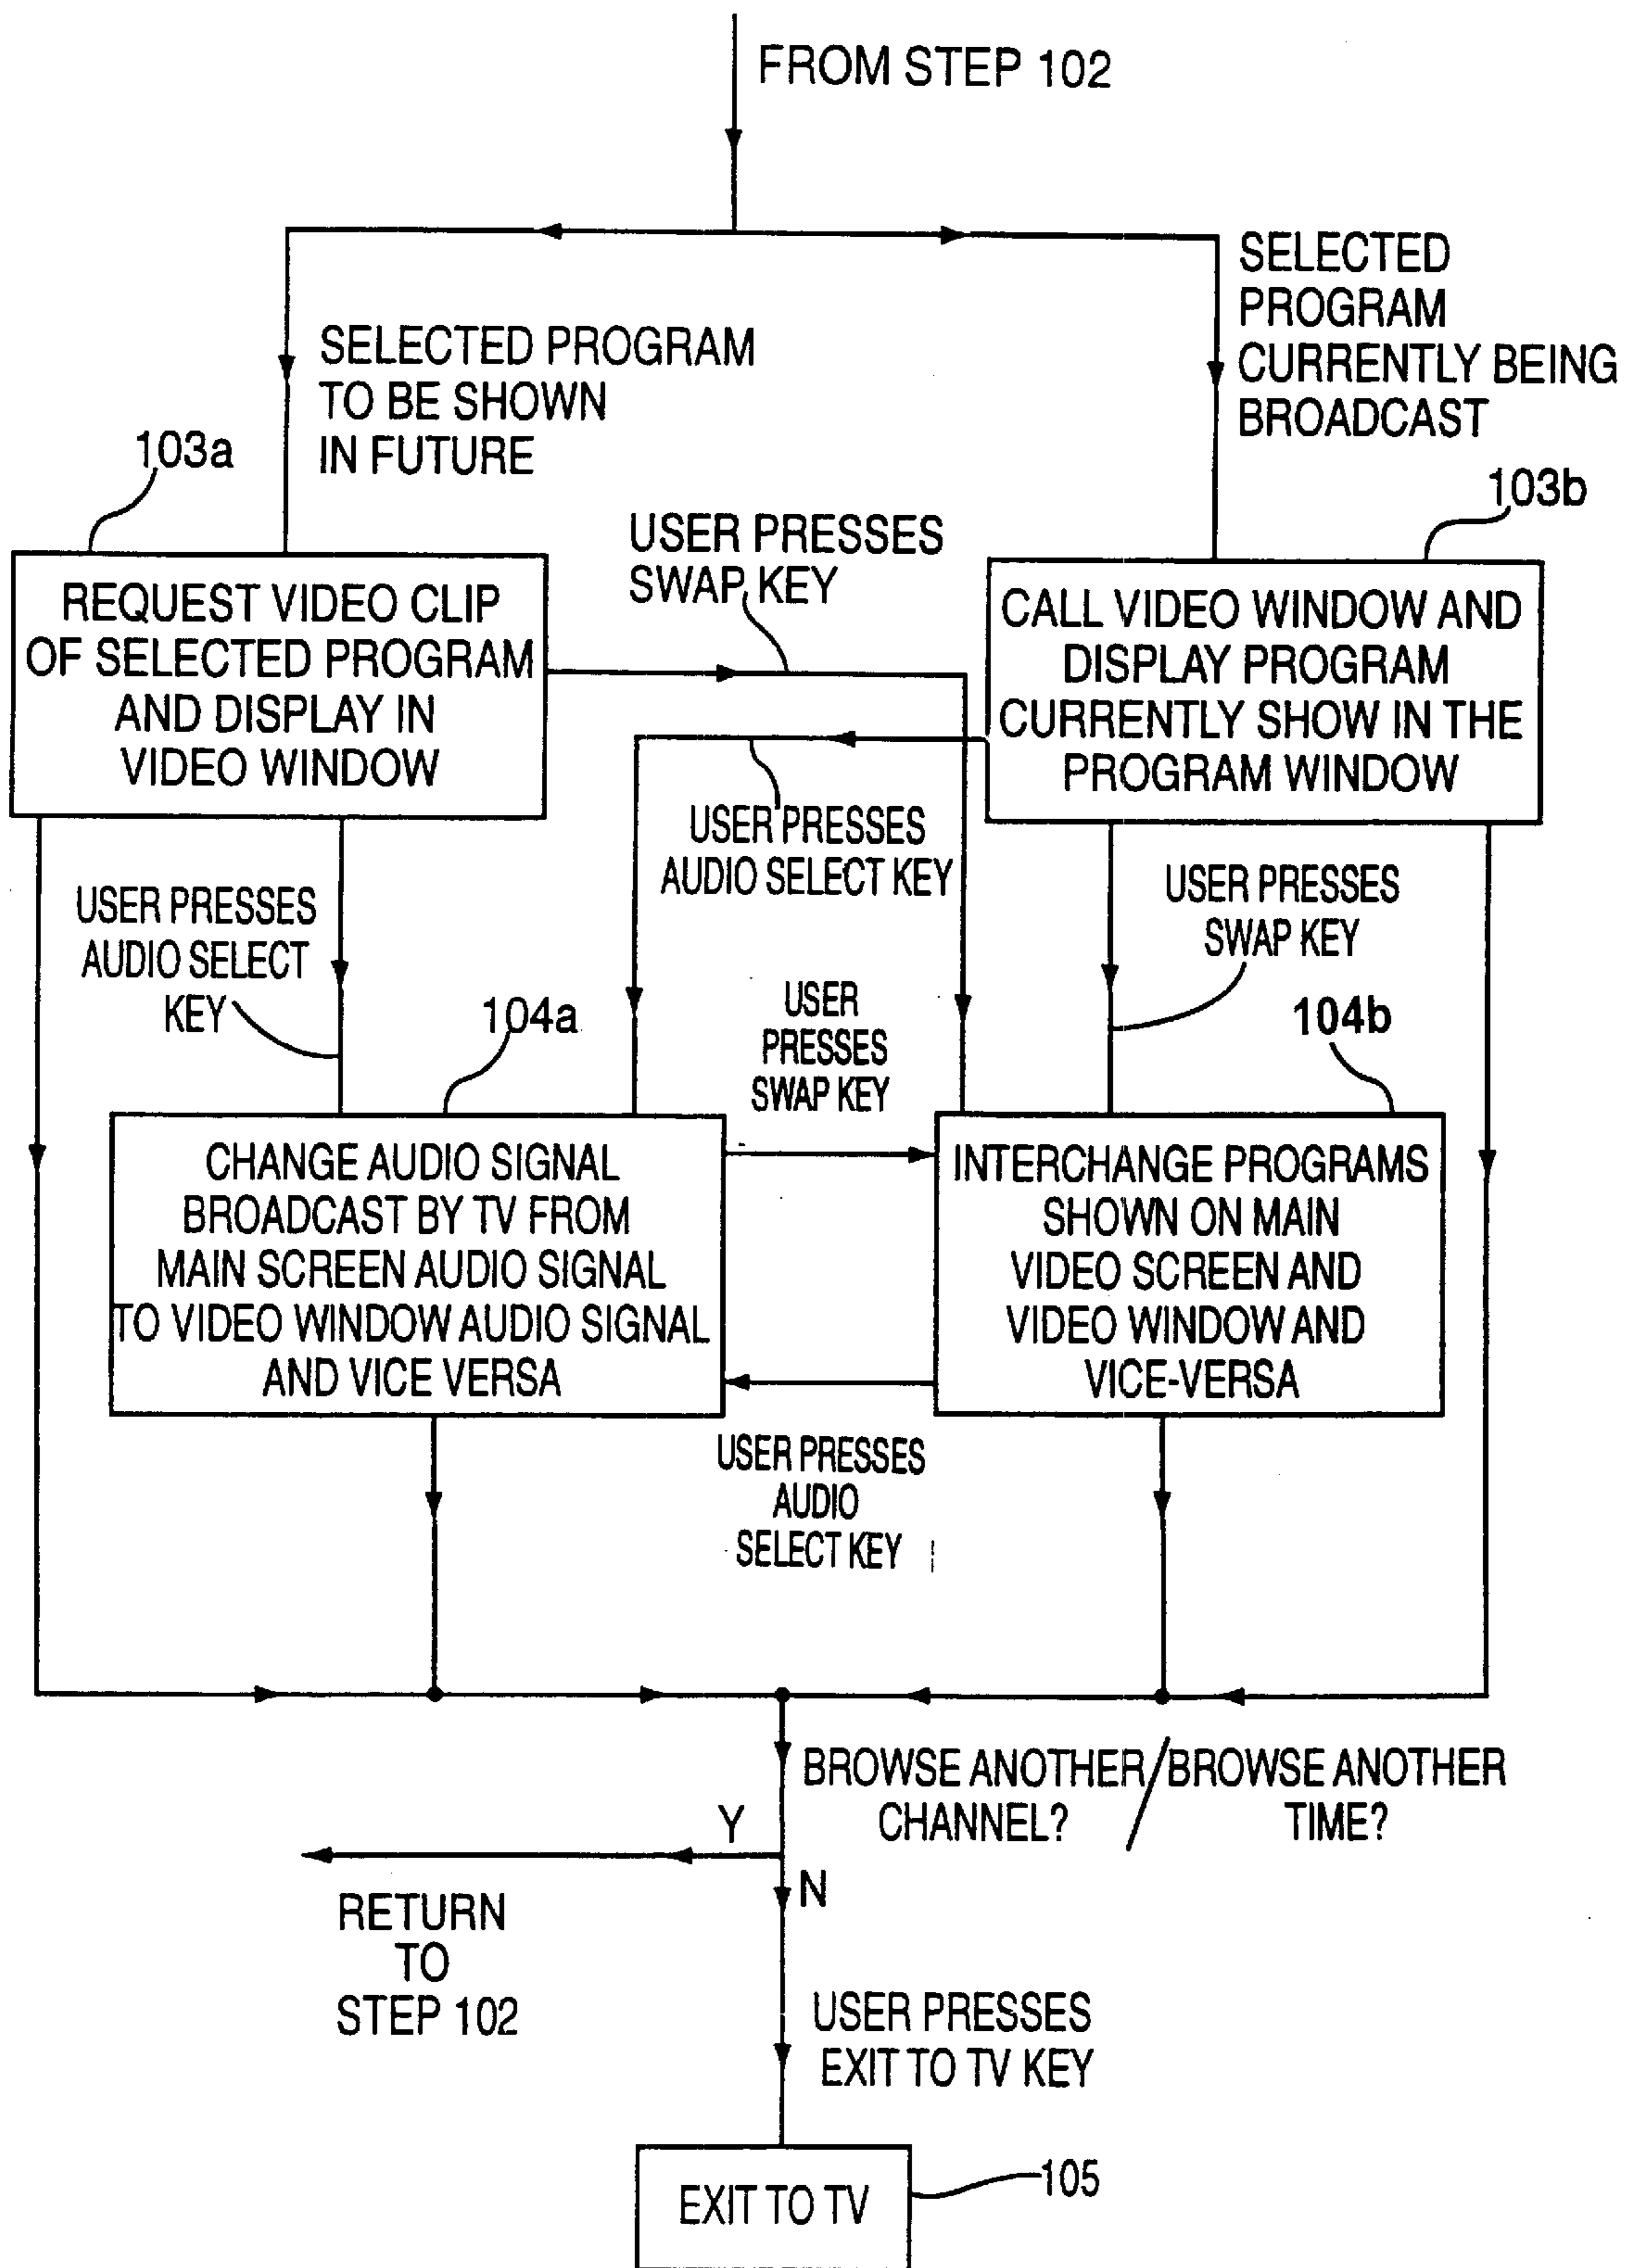 FROM STEP 102
SELECTED
PROGRAM
CURRENTLY BEING
BROADCAST
SELECTED PROGRAM
TO BE SHOWN
IN FUTURE
103a
103b
USER PRESSES
SWAP KEY
REQUEST VIDEO CLIP
OF SELECTED PROGRAM
AND DISPLAY IN
VIDEO WINDOW
CALL VIDEO WINDOW AND
DISPLAY PROGRAM
CURRENTLY SHOW IN THE
PROGRAM WINDOW
USER PRESSES
AUDIO SELECT KEY
USER PRESSES
AUDIO SELECT
KEY
USER PRESSES
SWAP KEY
104a
USER
PRESSES
SWAP KEY
104b
CHANGE AUDIO SIGNAL
BROADCAST BY TV FROM
MAIN SCREEN AUDIO SIGNAL
TO VIDEO WINDOW AUDIO SIGNAL
AND VICE VERSA
INTERCHANGE PROGRAMS
SHOWN ON MAIN
VIDEO SCREEN AND
VIDEO WINDOW AND
VICE-VERSA
USER PRESSES
AUDIO
SELECT KEY
BROWSE ANOTHER/BROWSE ANOTHER
CHANNEL? TIME?
Y
N
RETURN
TO
STEP 102
USER PRESSES
EXIT TO TV KEY
EXIT TO TV
105